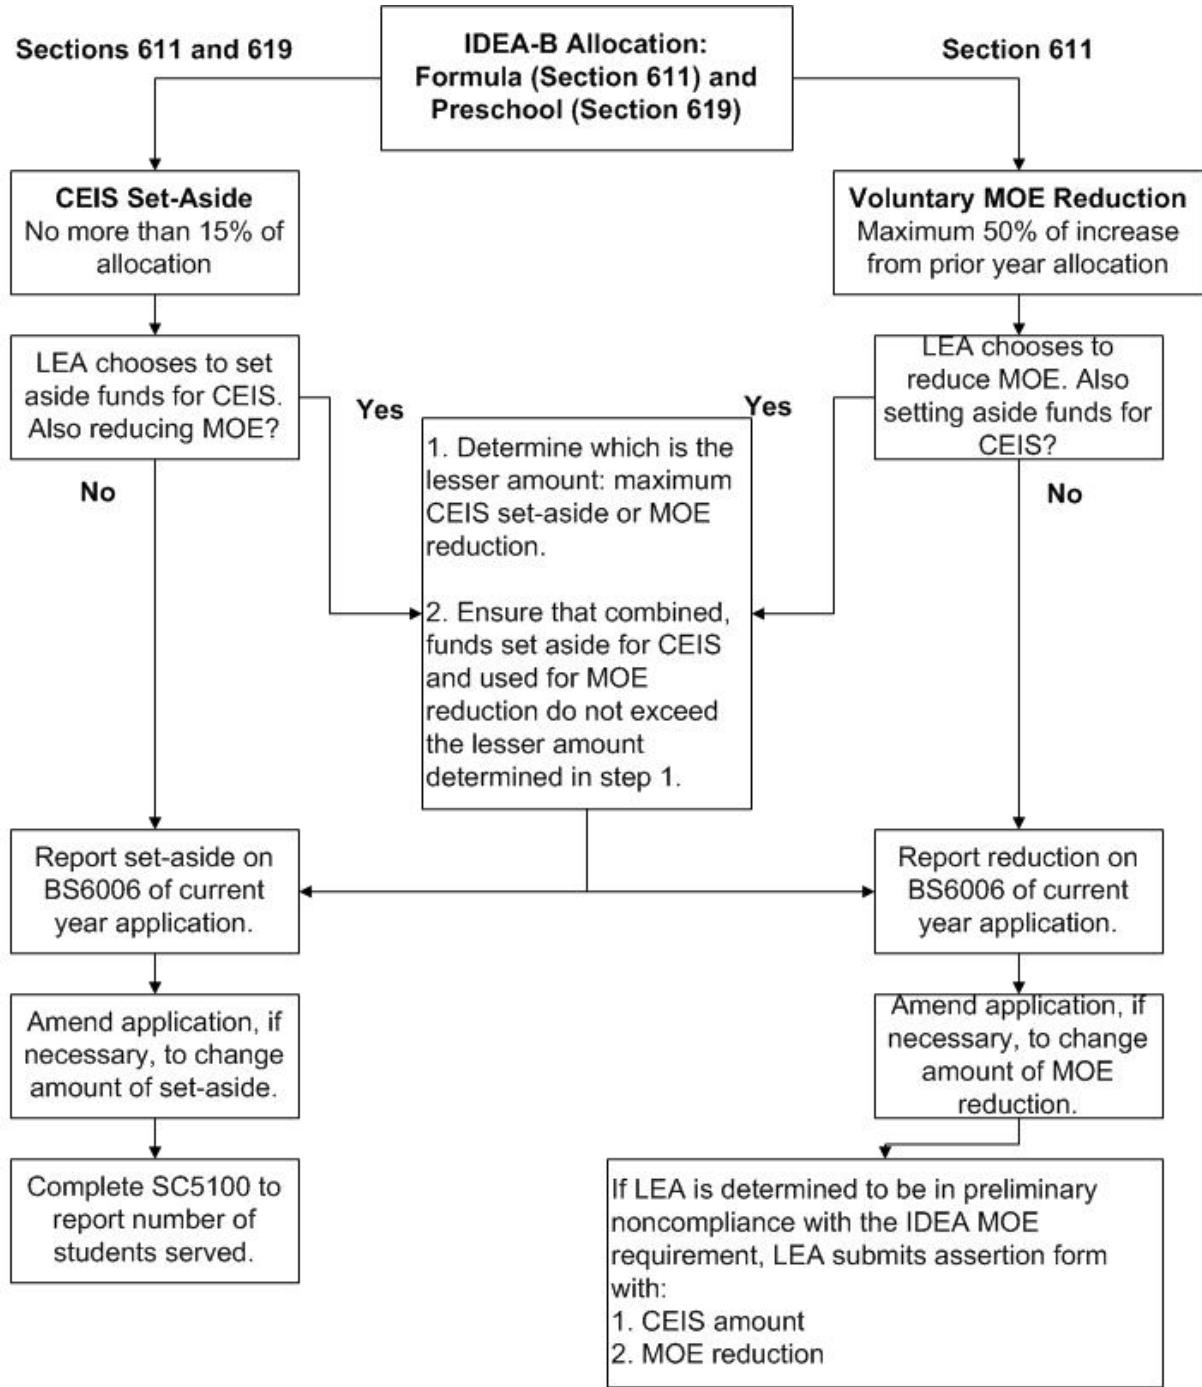 Sections 611 and 619
IDEA-B Allocation:
Formula (Section 611) and
Preschool (Section 619)
Section 611
CEIS Set-Aside
No more than 15% of
allocation
Voluntary MOE Reduction
Maximum 50% of increase
from prior year allocation
LEA chooses to set
aside funds for CEIS.
Also reducing MOE?
LEA chooses to
reduce MOE. Also
setting aside funds for
CEIS?
Yes
Yes
No
No
1. Determine which is the
lesser amount: maximum
CEIS set-aside or MOE
reduction.
2. Ensure that combined,
funds set aside for CEIS
and used for MOE
reduction do not exceed
the lesser amount
determined in step 1.
Report set-aside on
BS6006 of current
year application.
Report reduction on
BS6006 of current
year application.
Amend application, if
necessary, to change
amount of set-aside.
Amend application, if
necessary, to change
amount of MOE
reduction.
Complete SC5100 to
report number of
students served.
If LEA is determined to be in preliminary
noncompliance with the IDEA MOE
requirement, LEA submits assertion form
with:
1. CEIS amount
2. MOE reduction